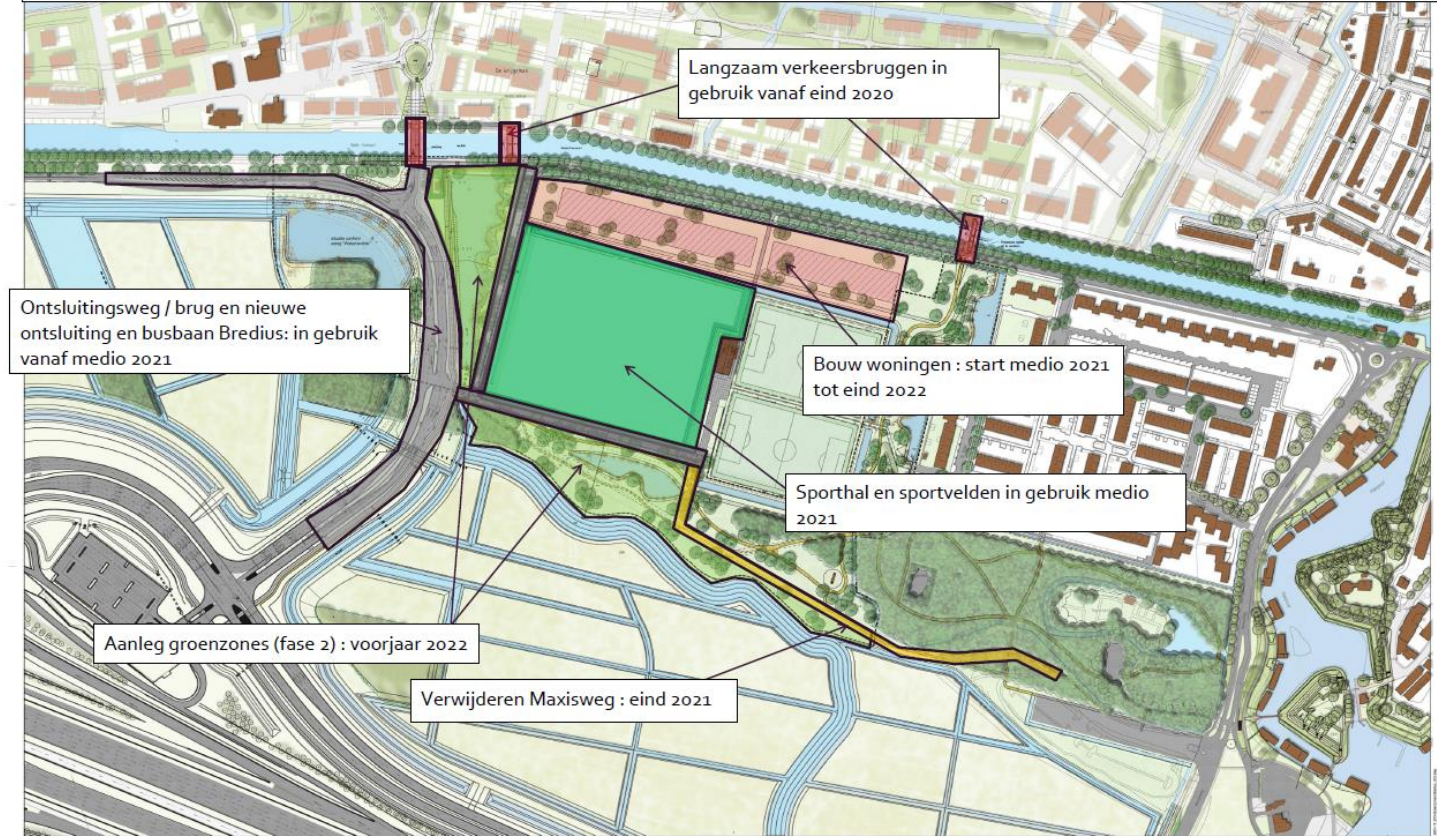 Langzaam verkeersbruggen in
gebruik vanaf eind 2020
Ontsluitingsweg / brug en nieuwe
ontsluiting en busbaan Bredius: in gebruik
vanaf medio 2021
Bouw woningen : start medio 2021
tot eind 2022
Sporthal en sportvelden in gebruik medio
2021
Aanleg groenzones (fase 2) : voorjaar 2022
Verwijderen Maxisweg : eind 2021